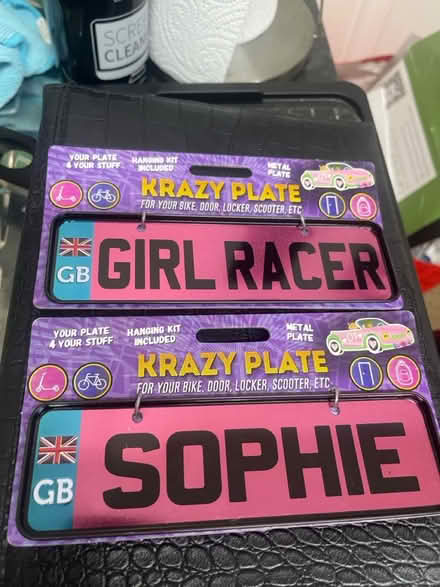 SCREEN
CLEANER
YOUR PLATE
4 YOUR STUFF
HANGING KIT
INCLUDED
METAL
PLATE
KRAZY PLATE
FOR YOUR BIKE, DOOR, LOCKER, SCOOTER, ETC
GB GIRL RACER
YOUR PLATE
4 YOUR STUFF
HANGING KIT
INCLUDED
METAL
PLATE
KRAZY PLATE
FOR YOUR BIKE, DOOR, LOCKER, SCOOTER, ETC
GB SOPHIE